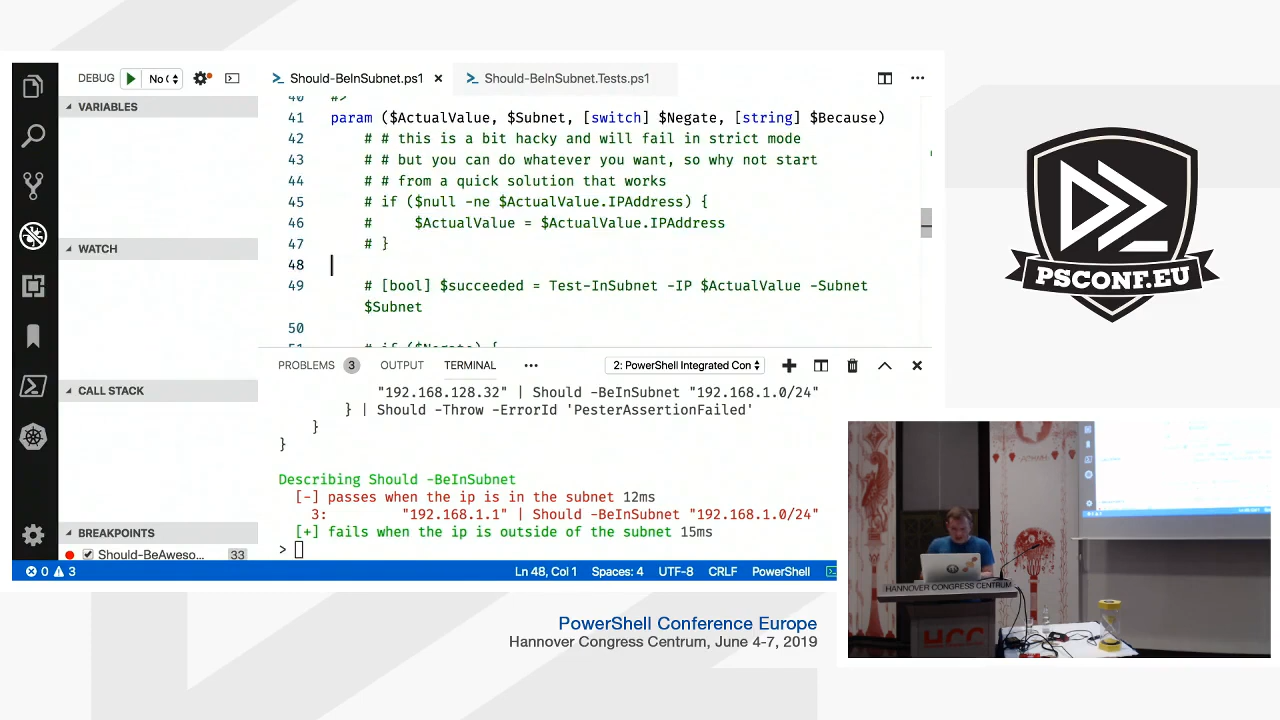 DEBUG
No (
Should-BeInSubnet.ps1
Should-BeInSubnet.Tests.ps1
VARIABLES
WATCH
CALL STACK
BREAKPOINTS
Should-BeAweso... 33
40 #>
41 param ($ActualValue, $Subnet, [switch] $Negate, [string] $Because)
42 # # this is a bit hacky and will fail in strict mode
43 # # but you can do whatever you want, so why not start
44 # # from a quick solution that works
45 # if ($null -ne $ActualValue.IPAddress) {
46 # $ActualValue = $ActualValue.IPAddress
47 # }
48
49 # [bool] $succeeded = Test-InSubnet -IP $ActualValue -Subnet
$Subnet
50
51 # if ($Negate) {
PROBLEMS 3 OUTPUT TERMINAL ••• 2: PowerShell Integrated Con
"192.168.128.32" | Should -BeInSubnet "192.168.1.0/24"
} | Should -Throw -ErrorId 'PesterAssertionFailed'
}
}
Describing Should -BeInSubnet
[-] passes when the ip is in the subnet 12ms
3: "192.168.1.1" | Should -BeInSubnet "192.168.1.0/24"
[+] fails when the ip is outside of the subnet 15ms
>
0 3 Ln 48, Col 1 Spaces: 4 UTF-8 CRLF PowerShell
PSCONF.EU
HANNOVER CONGRESS CENTRUM
HCC
PowerShell Conference Europe
Hannover Congress Centrum, June 4-7, 2019